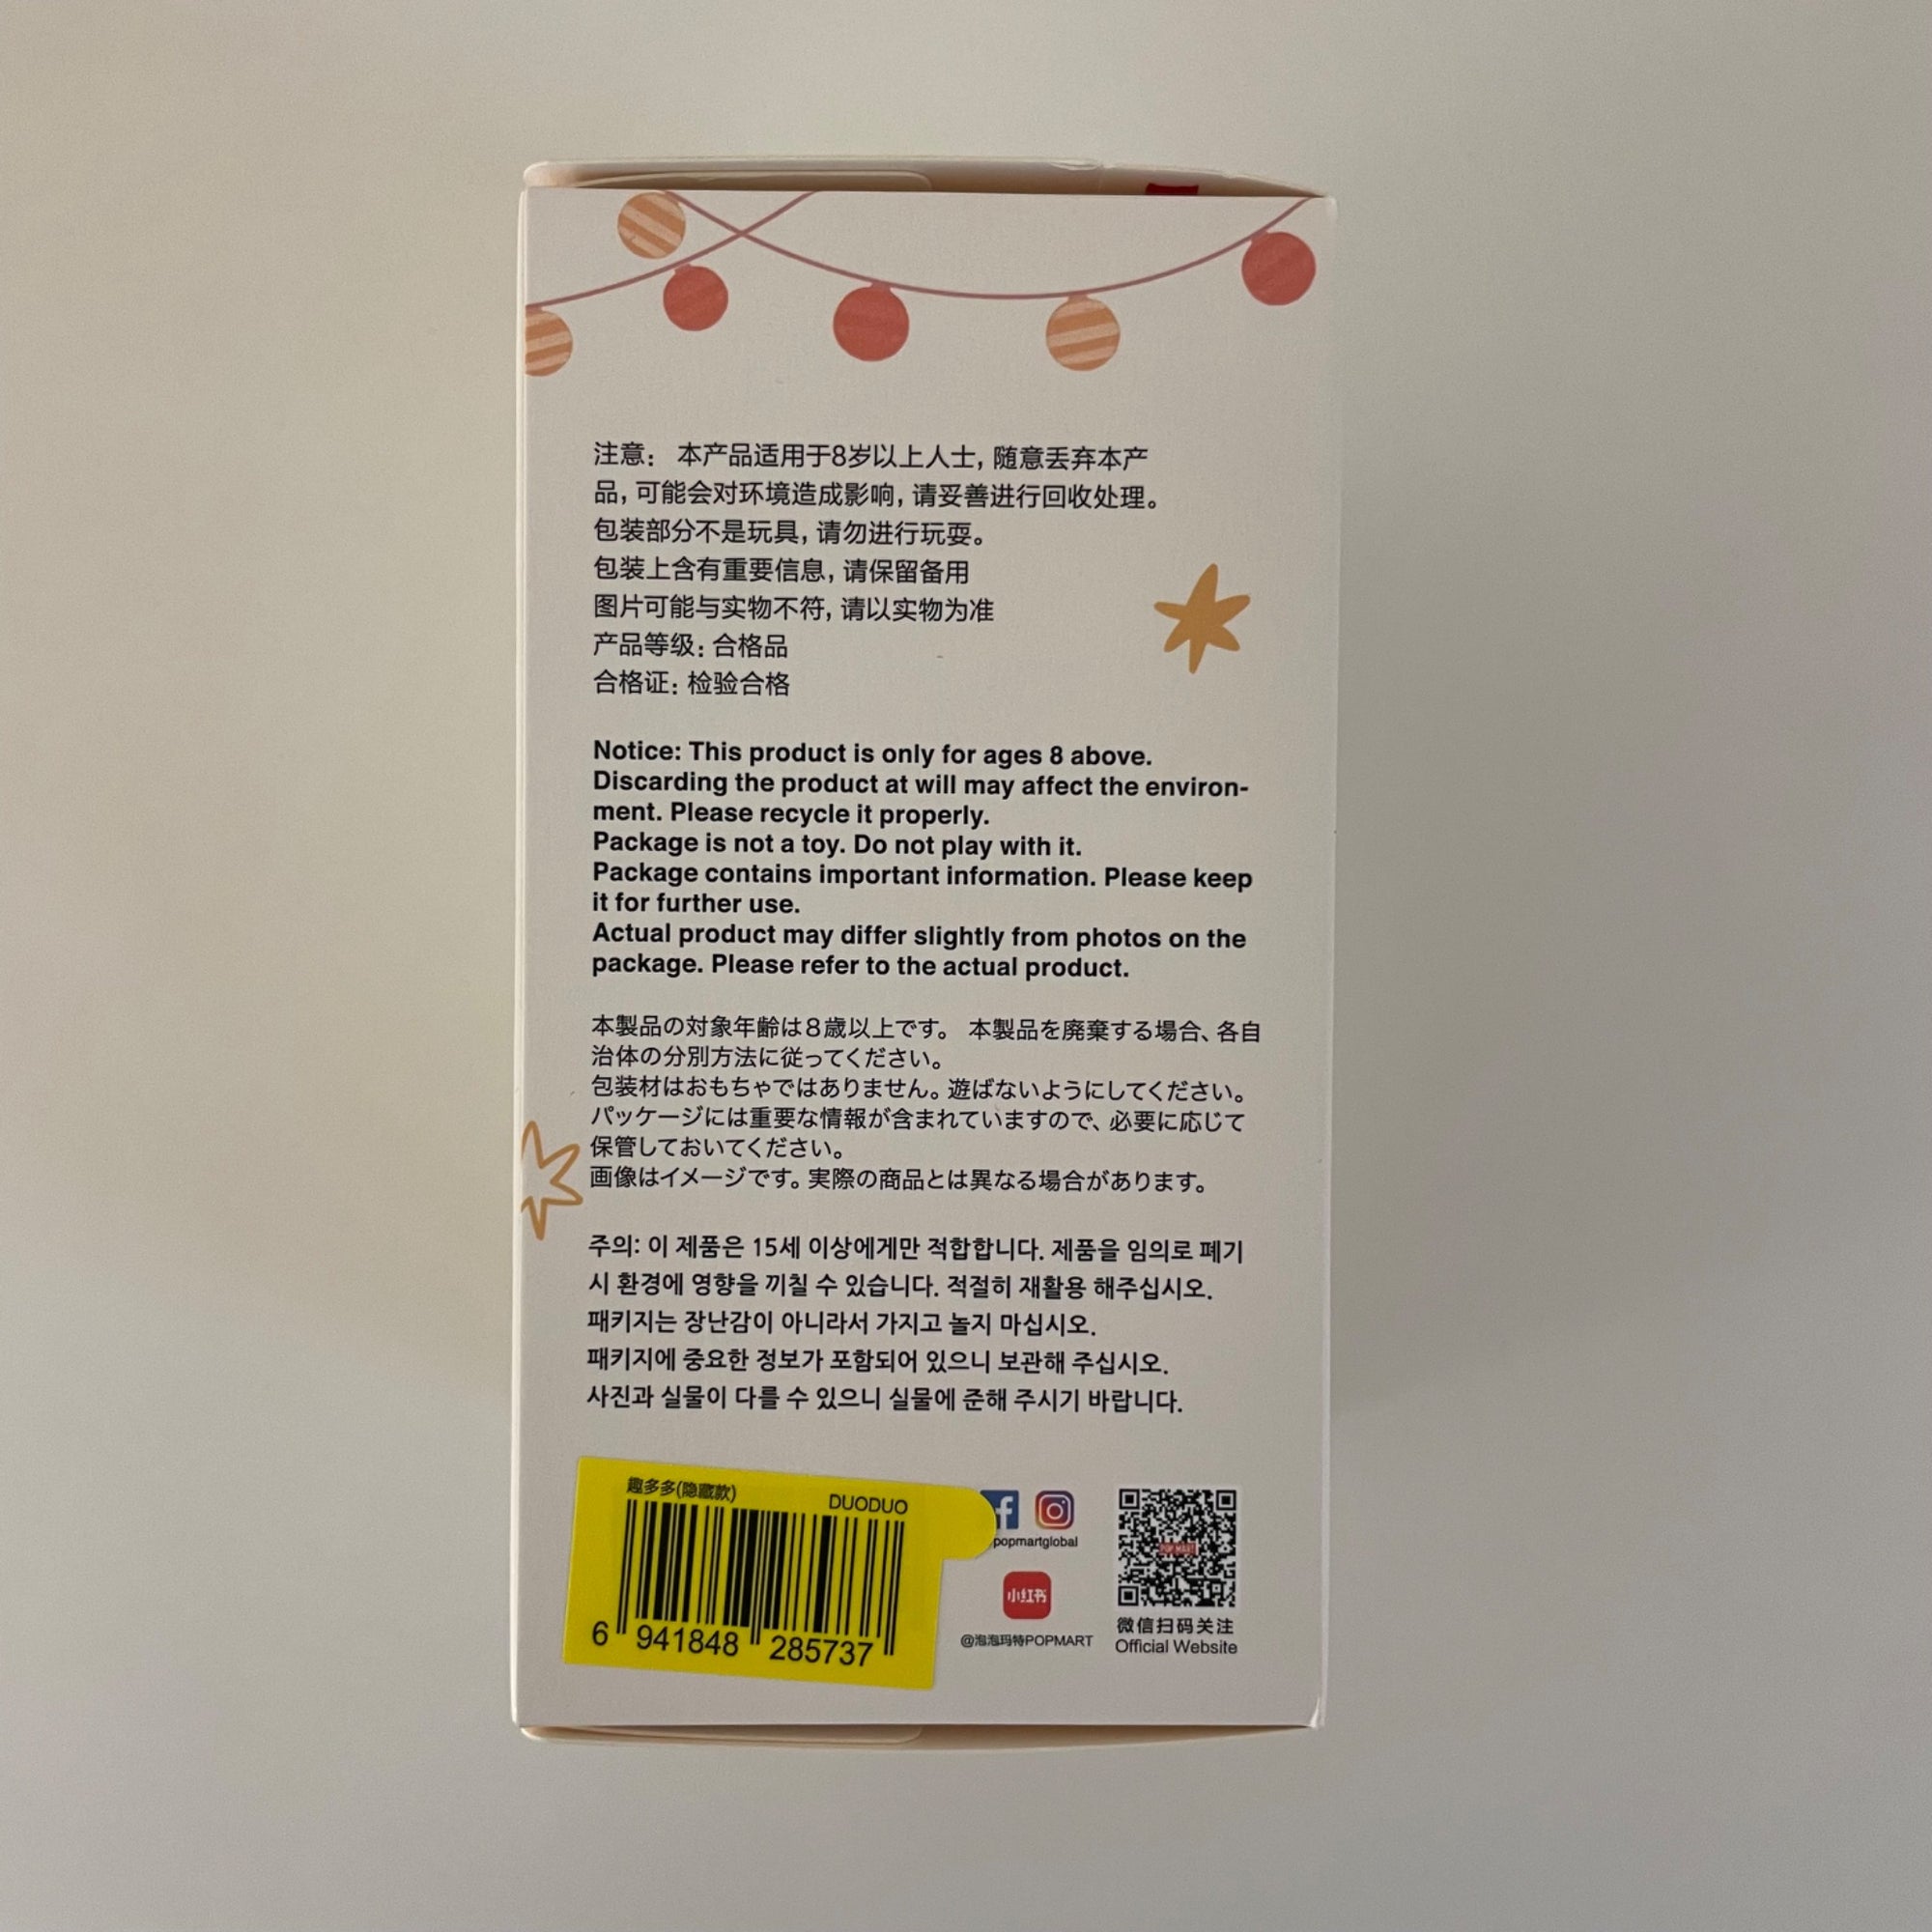 注意： 本产品适用于8岁以上人士, 随意丢弃本产
品, 可能会对环境造成影响, 请妥善进行回收处理。
包装部分不是玩具, 请勿进行玩耍。
包装上含有重要信息, 请保留备用
图片可能与实物不符, 请以实物为准
产品等级: 合格品
合格证: 检验合格
Notice: This product is only for ages 8 above.
Discarding the product at will may affect the environ-
ment. Please recycle it properly.
Package is not a toy. Do not play with it.
Package contains important information. Please keep
it for further use.
Actual product may differ slightly from photos on the
package. Please refer to the actual product.
本製品の対象年齢は8歳以上です。 本製品を廃棄する場合、各自
治体の分別方法に従ってください。
包装材はおもちゃではありません。遊ばないようにしてください。
パッケージには重要な情報が含まれていますので、必要に応じて
保管しておいてください。
画像はイメージです。実際の商品とは異なる場合があります。
주의: 이 제품은 15세 이상에게만 적합합니다. 제품을 임의로 폐기
시 환경에 영향을 끼칠 수 있습니다. 적절히 재활용 해주십시오.
패키지는 장난감이 아니라서 가지고 놀지 마십시오.
패키지에 중요한 정보가 포함되어 있으니 보관해 주십시오.
사진과 실물이 다를 수 있으니 실물에 준해 주시기 바랍니다.
趣多多(隐藏款)
DUODUO
6 941848 285737
popmartglobal
小红书
@泡泡玛特POPMART
POP MART
微信扫码关注
Official Website